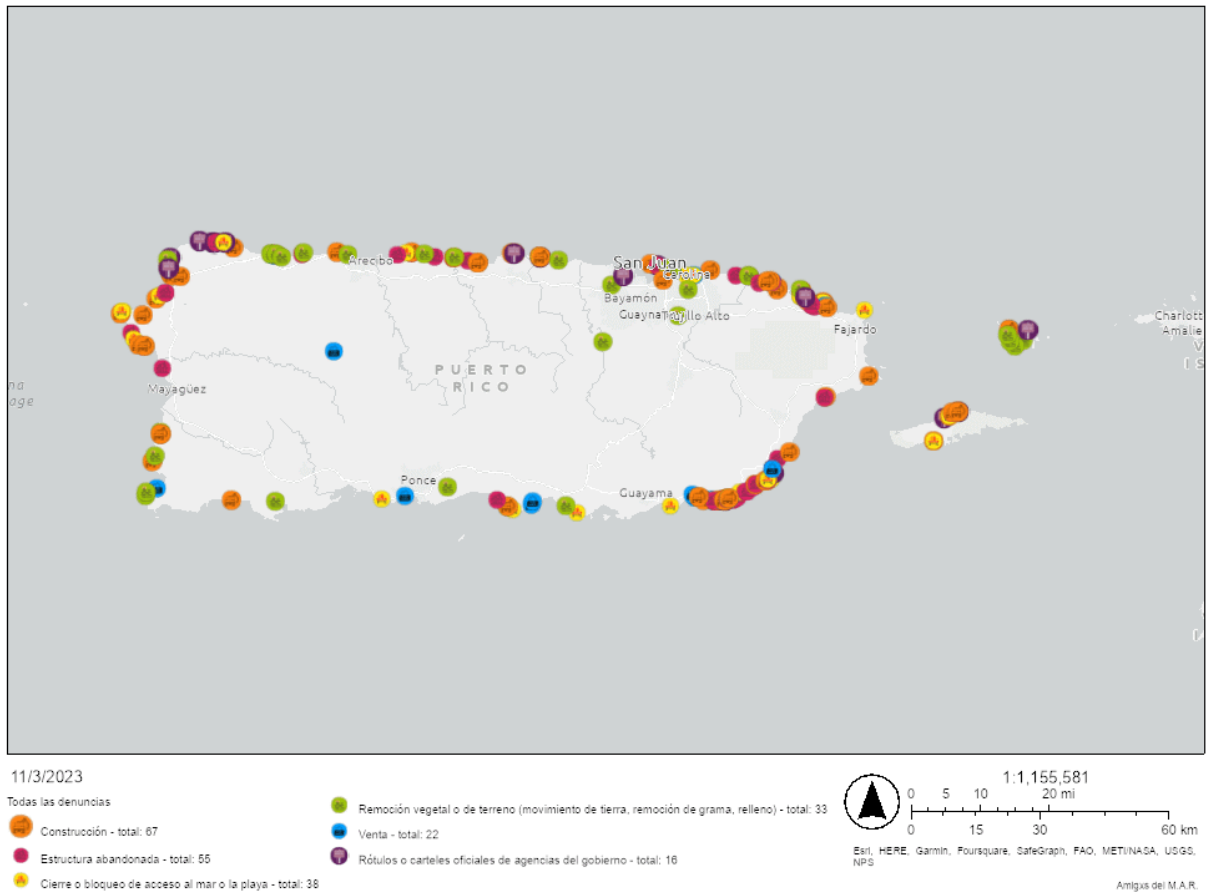 San Juan
Carolina
Arecibo
Bayamón
Trujillo Alto
Fajardo
Charlott
Amalie
V
I S
PUERTO
RICO
na
age
Mayagüez
Ponce
Guayama
11/3/2023
Todas las denuncias
Construcción - total: 67
Estructura abandonada - total: 55
Cierre o bloqueo de acceso al mar o la playa - total: 38
Remoción vegetal o de terreno (movimiento de tierra, remoción de grama, relleno) - total: 33
Venta - total: 22
Rótulos o carteles oficiales de agencias del gobierno - total: 16
1:1,155,581
0 5 10 20 mi
0 15 30 60 km
Esri, HERE, Garmin, Foursquare, SafeGraph, FAO, METI/NASA, USGS,
NPS
Amigxs del M.A.R.